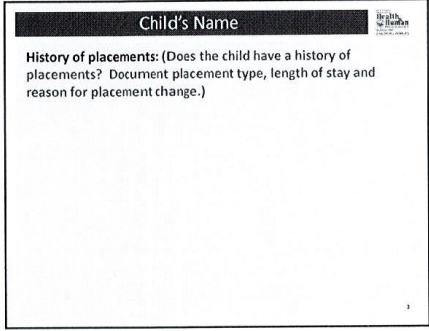 Child's Name
Health
Human
History of placements: (Does the child have a history of
placements? Document placement type, length of stay and
reason for placement change.)
3